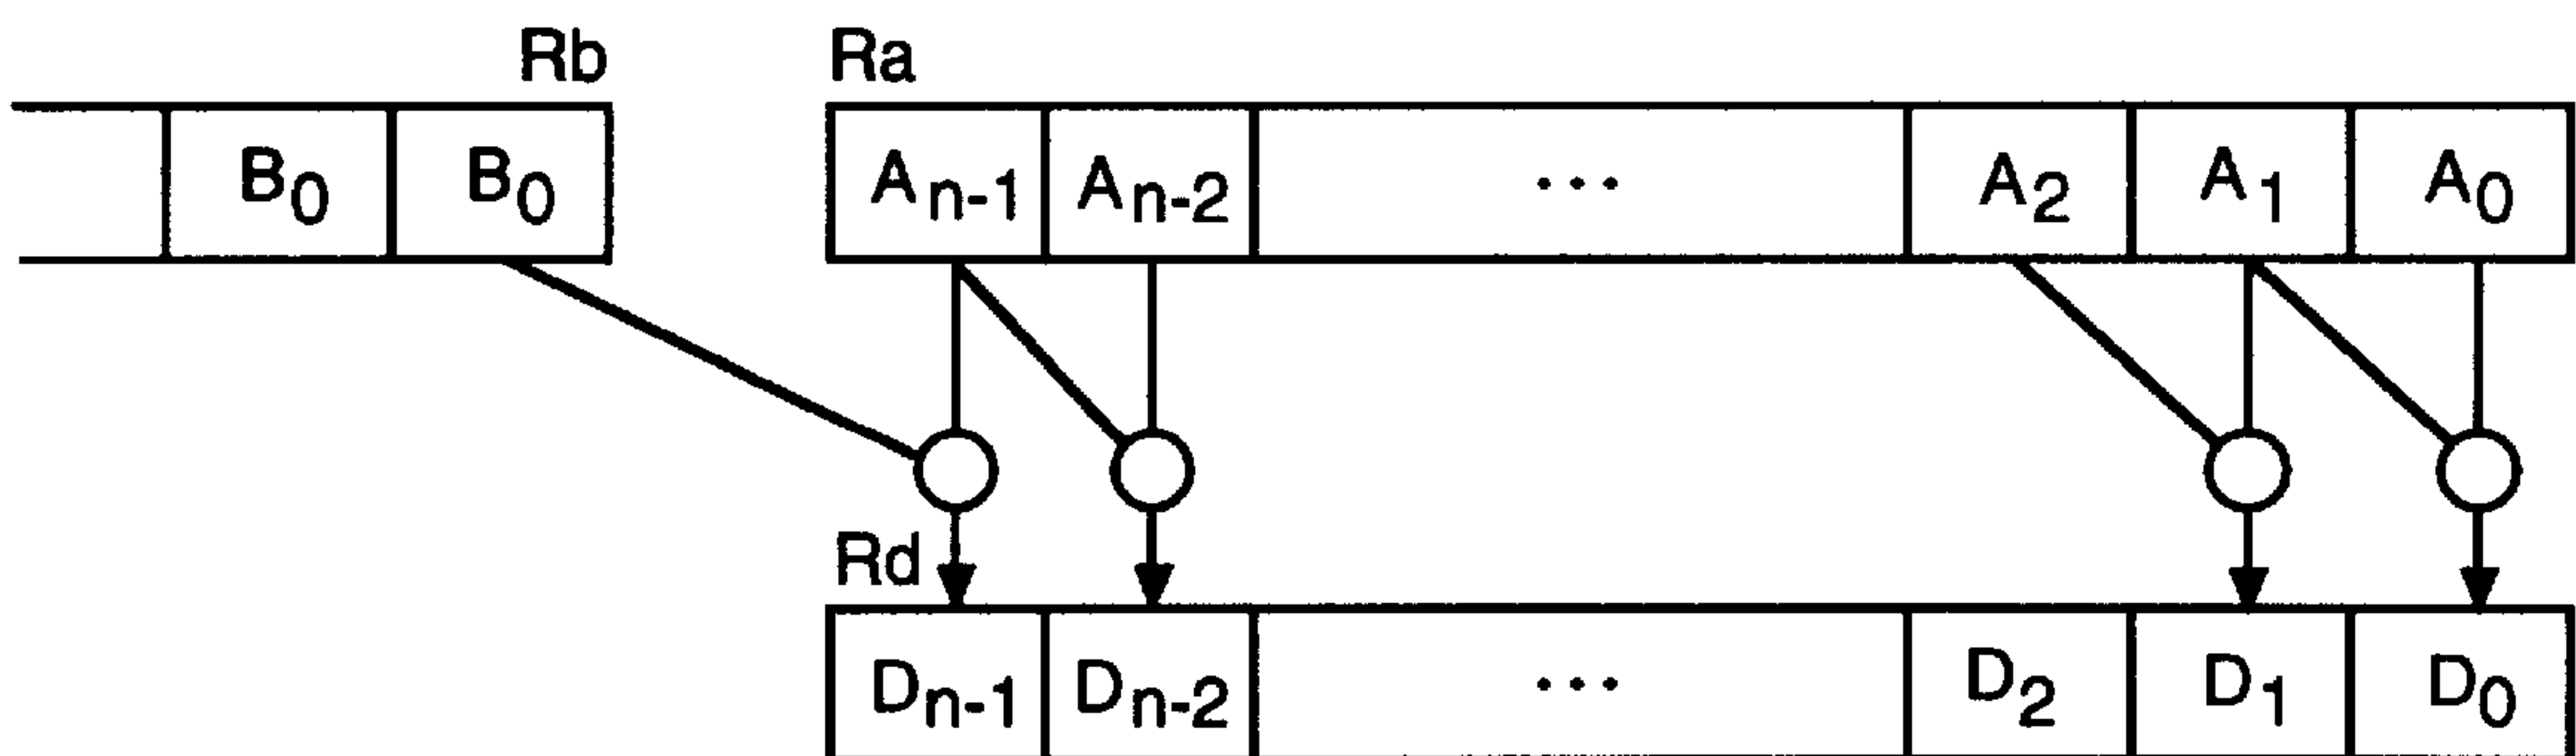 Rb Ra
B0 B0 An-1 An-2 ... A2 A1 A0
Rd
Dn-1 Dn-2 ... D2 D1 D0